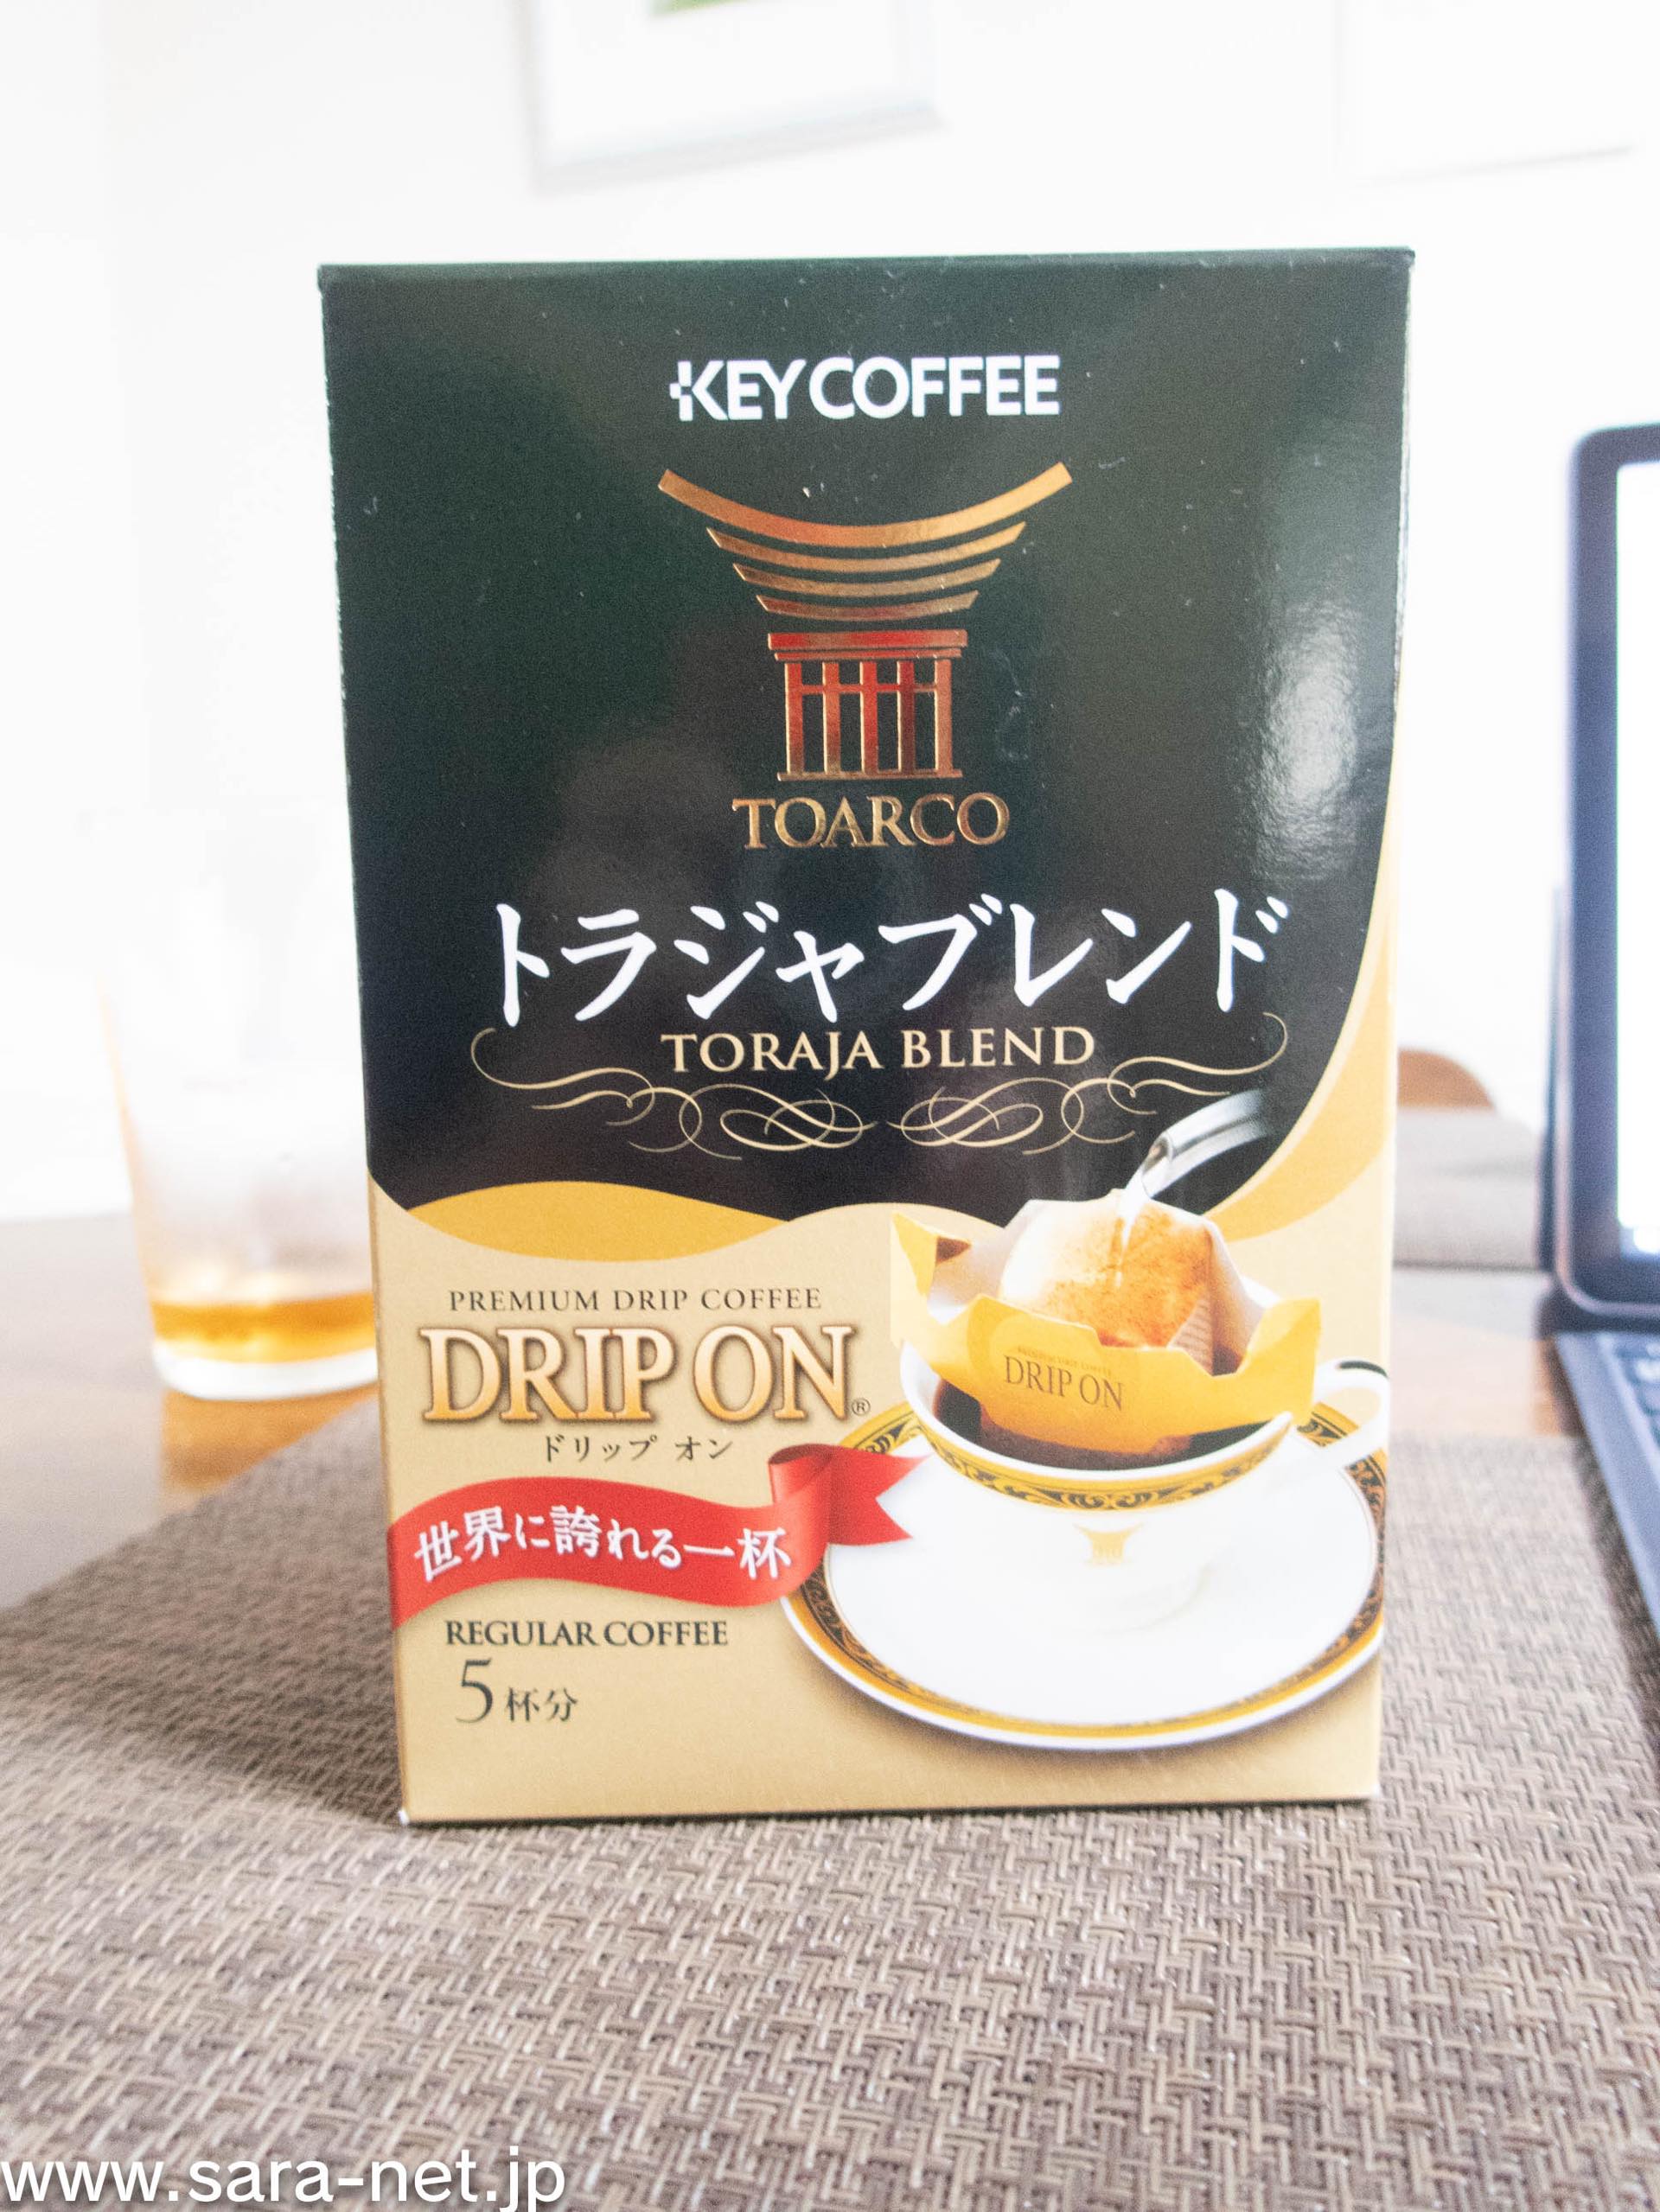 KEY COFFEE
TOARCO
トラジャブレンド
TORAJA BLEND
PREMIUM DRIP COFFEE
DRIP ON®
ドリップ オン
DRIP ON
世界に誇れる一杯
REGULAR COFFEE
5杯分
www.sara-net.jp